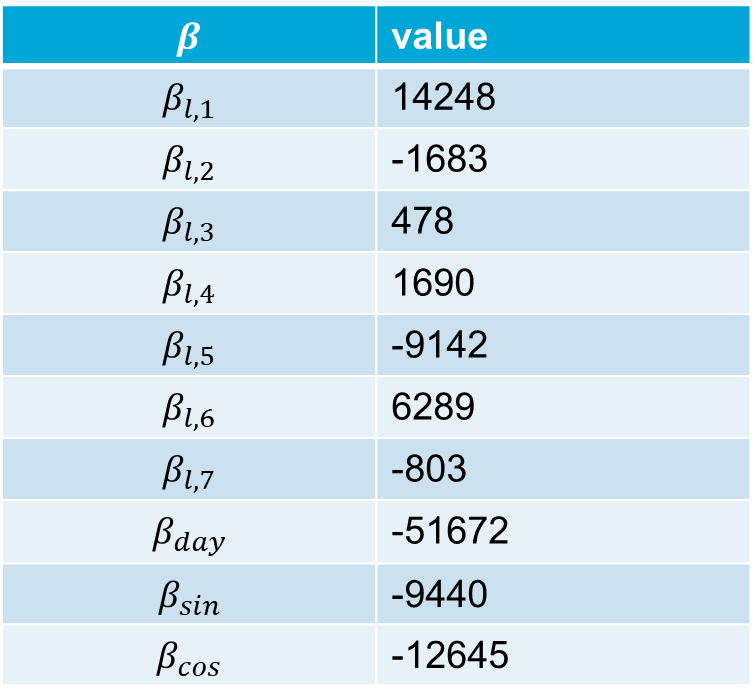 β value
β_{l,1} 14248
β_{l,2} -1683
β_{l,3} 478
β_{l,4} 1690
β_{l,5} -9142
β_{l,6} 6289
β_{l,7} -803
β_{day} -51672
β_{sin} -9440
β_{cos} -12645